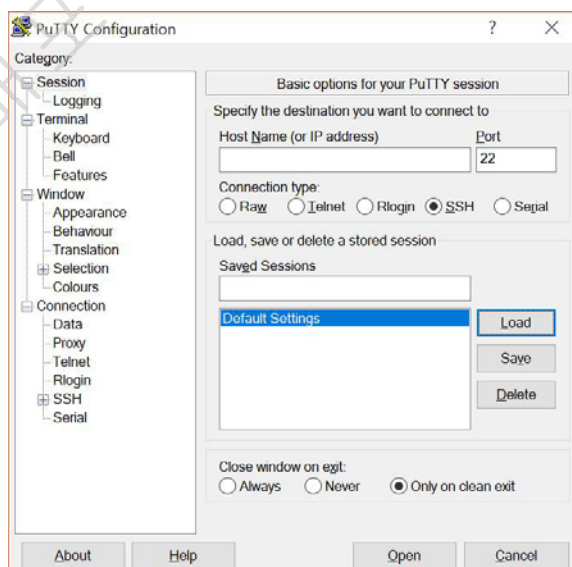 PuTTY Configuration
?
Category:
Session
Logging
Terminal
Keyboard
Bell
Features
Window
Appearance
Behaviour
Translation
Selection
Colours
Connection
Data
Proxy
Telnet
Rlogin
SSH
Serial
Basic options for your PuTTY session
Specify the destination you want to connect to
Host Name (or IP address) Port
22
Connection type:
Raw Telnet Rlogin SSH Serial
Load, save or delete a stored session
Saved Sessions
Default Settings
Load
Save
Delete
Close window on exit:
Always Never Only on clean exit
About Help Open Cancel